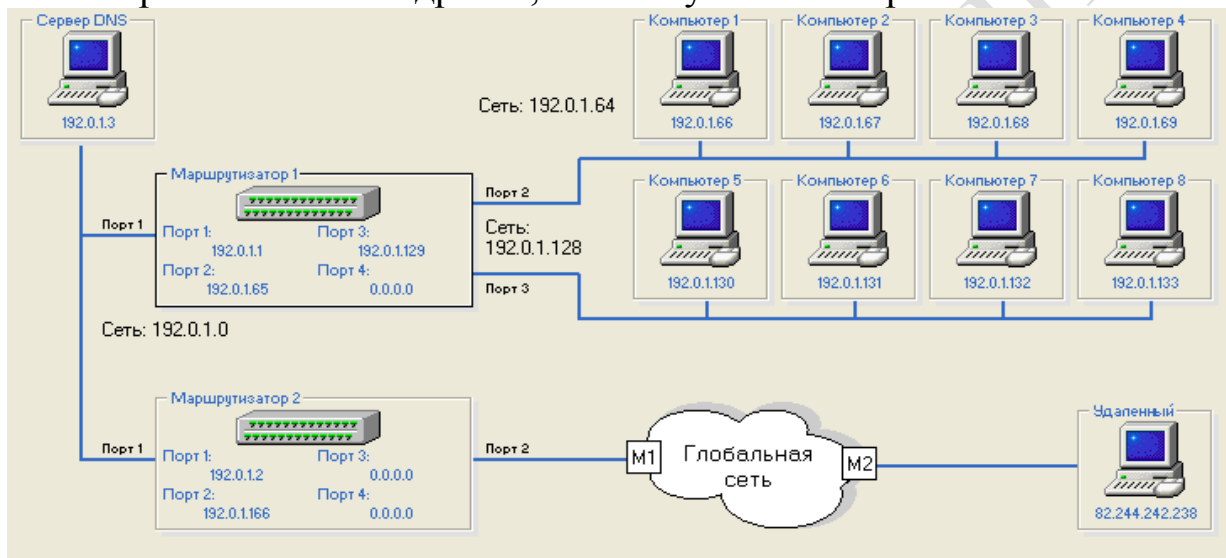 Сервер DNS
192.0.1.3
Сеть: 192.0.1.64
Компьютер 1
192.0.1.66
Компьютер 2
192.0.1.67
Компьютер 3
192.0.1.68
Компьютер 4
192.0.1.69
Маршрутизатор 1
Порт 1
Порт 1:
192.0.1.1
Порт 3:
192.0.1.129
Порт 2:
192.0.1.65
Порт 4:
0.0.0.0
Порт 2
Сеть:
192.0.1.128
Порт 3
Компьютер 5
192.0.1.130
Компьютер 6
192.0.1.131
Компьютер 7
192.0.1.132
Компьютер 8
192.0.1.133
Сеть: 192.0.1.0
Маршрутизатор 2
Порт 1
Порт 1:
192.0.1.2
Порт 3:
0.0.0.0
Порт 2:
192.0.1.166
Порт 4:
0.0.0.0
Порт 2
М1
Глобальная
сеть
М2
Удаленный
82.244.242.238